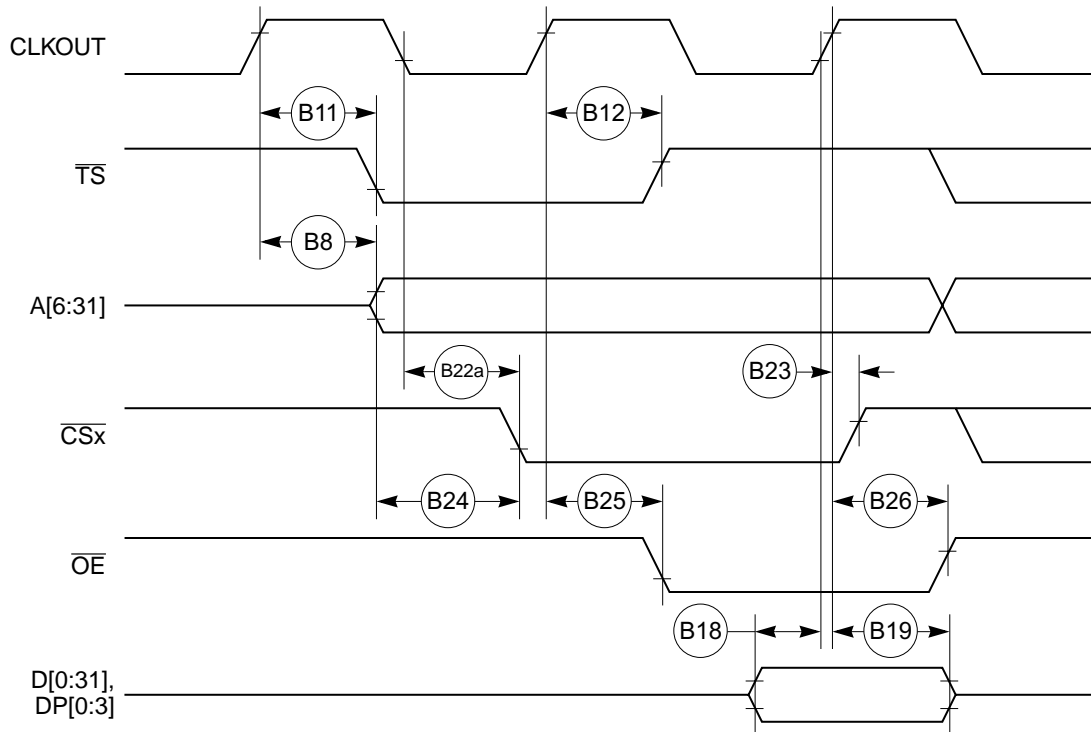 CLKOUT
B11
B12
TS
B8
A[6:31]
B22a
B23
CSx
B24
B25
B26
OE
B18
B19
D[0:31],
DP[0:3]